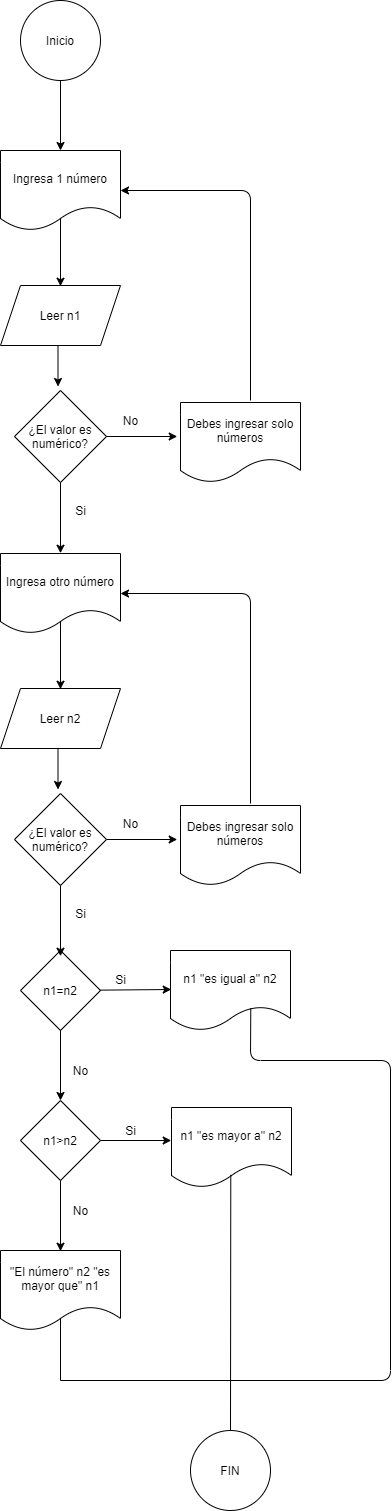 Inicio
Ingresa 1 número
Leer n1
¿El valor es
numérico?
No
Debes ingresar solo
números
Si
Ingresa otro número
Leer n2
¿El valor es
numérico?
No
Debes ingresar solo
números
Si
n1=n2
Si
n1 "es igual a" n2
No
n1>n2
Si
n1 "es mayor a" n2
No
"El número" n2 "es
mayor que" n1
FIN